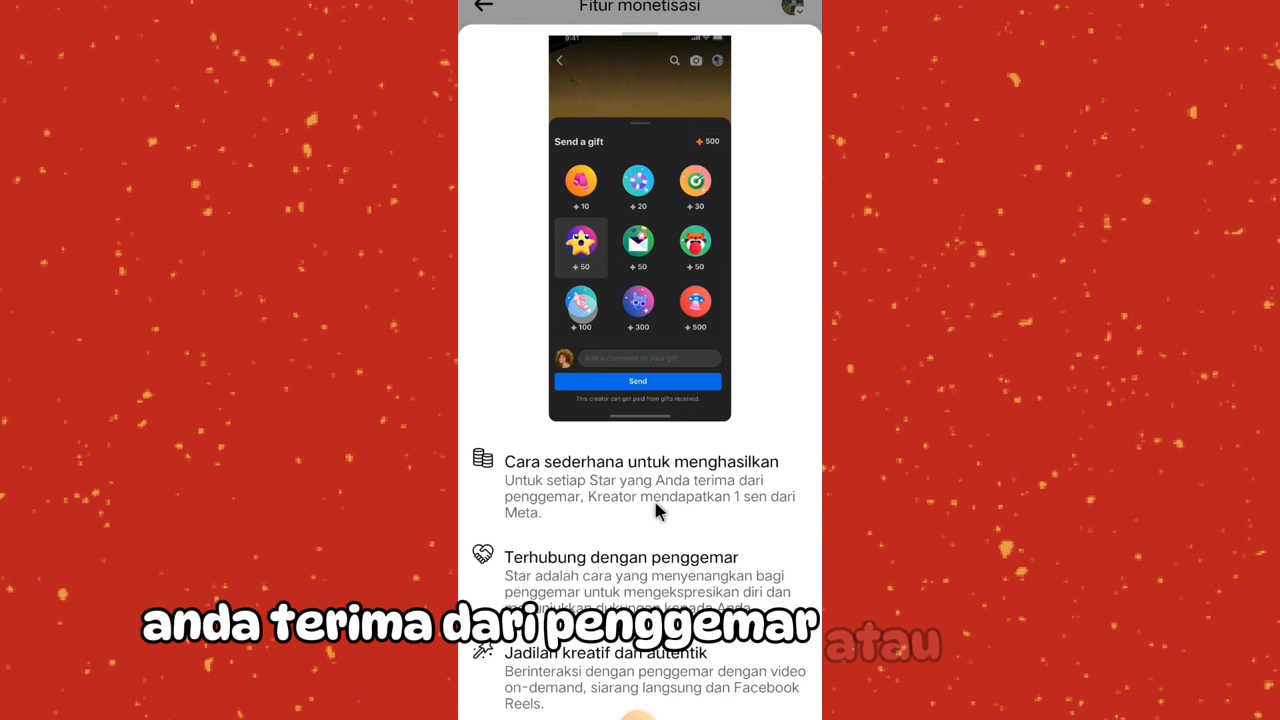 Fitur monetisasi
9:41
Send a gift
500
+10 +20 +30
+50 +50 +50
+100 +300 +500
Add a comment to your gift
Send
This creator can get paid from gifts received.
Cara sederhana untuk menghasilkan
Untuk setiap Star yang Anda terima dari
penggemar, Kreator mendapatkan 1 sen dari
Meta.
Terhubung dengan penggemar
Star adalah cara yang menyenangkan bagi
penggemar untuk mengekspresikan diri dan
menunjukkan dukungan kepada Anda.
anda terima dari penggemar atau
Jadilah kreatif dan autentik
Berinteraksi dengan penggemar dengan video
on-demand, siarang langsung dan Facebook
Reels.